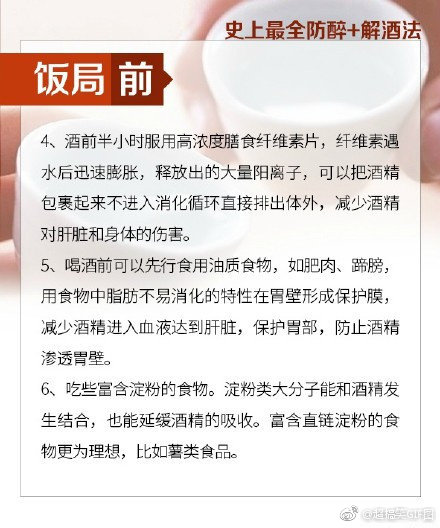 史上最全防醉+解酒法
饭局前
4、酒前半小时服用高浓度膳食纤维素片，纤维素遇
水后迅速膨胀，释放出的大量阳离子，可以把酒精
包裹起来不进入消化循环直接排出体外，减少酒精
对肝脏和身体的伤害。
5、喝酒前可以先行食用油质食物，如肥肉、蹄膀，
用食物中脂肪不易消化的特性在胃壁形成保护膜，
减少酒精进入血液达到肝脏，保护胃部，防止酒精
渗透胃壁。
6、吃些富含淀粉的食物。淀粉类大分子能和酒精发
生结合，也能延缓酒精的吸收。富含直链淀粉的食
物更为理想，比如薯类食品。